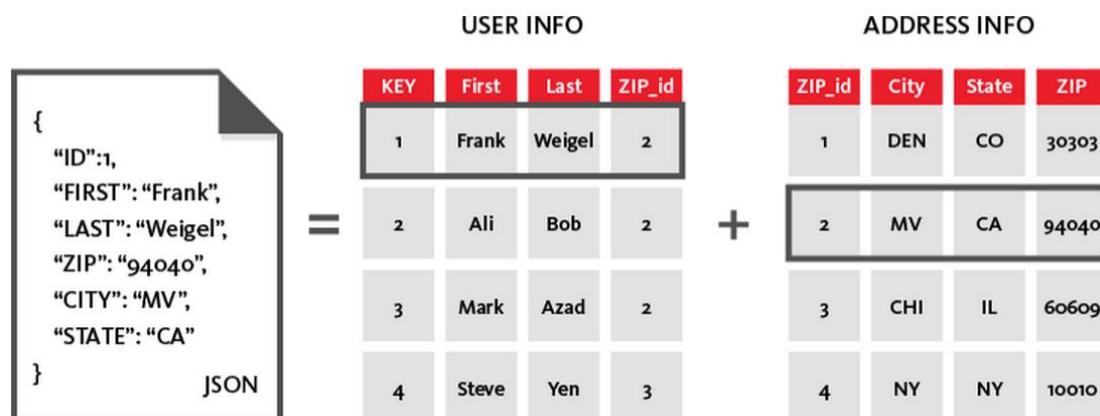 USER INFO
ADDRESS INFO
{
“ID”:1,
“FIRST”: “Frank”,
“LAST”: “Weigel”,
“ZIP”: “94040”,
“CITY”: “MV”,
“STATE”: “CA”
}
JSON
=
KEY First Last ZIP_id
1 Frank Weigel 2
2 Ali Bob 2
3 Mark Azad 2
4 Steve Yen 3
+
ZIP_id City State ZIP
1 DEN CO 30303
2 MV CA 94040
3 CHI IL 60609
4 NY NY 10010